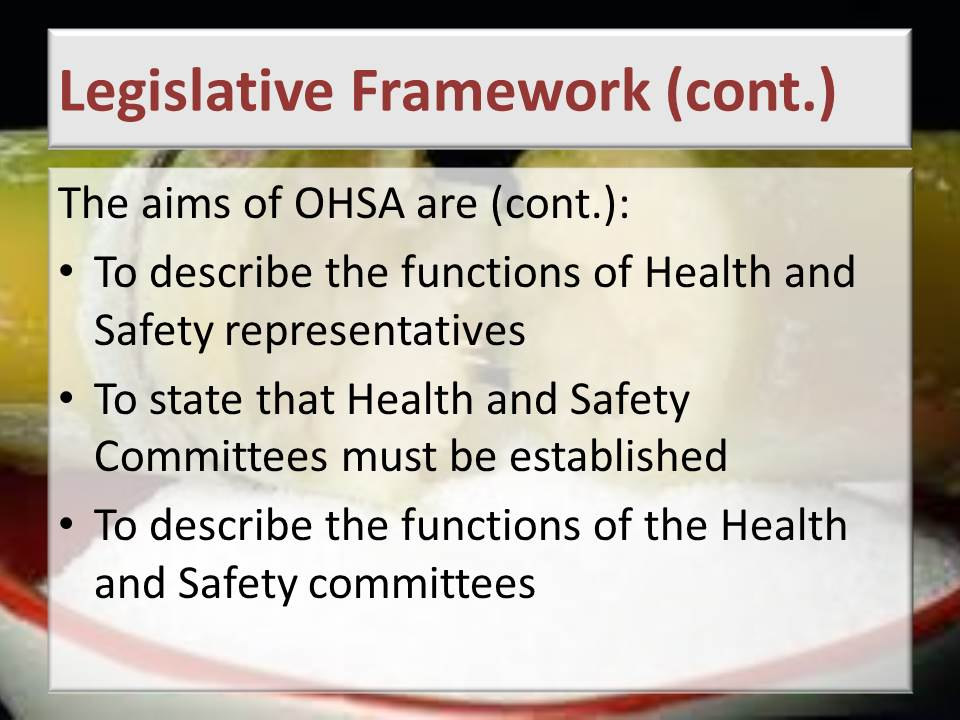 Legislative Framework (cont.)
The aims of OHSA are (cont.):
• To describe the functions of Health and
Safety representatives
• To state that Health and Safety
Committees must be established
• To describe the functions of the Health
and Safety committees